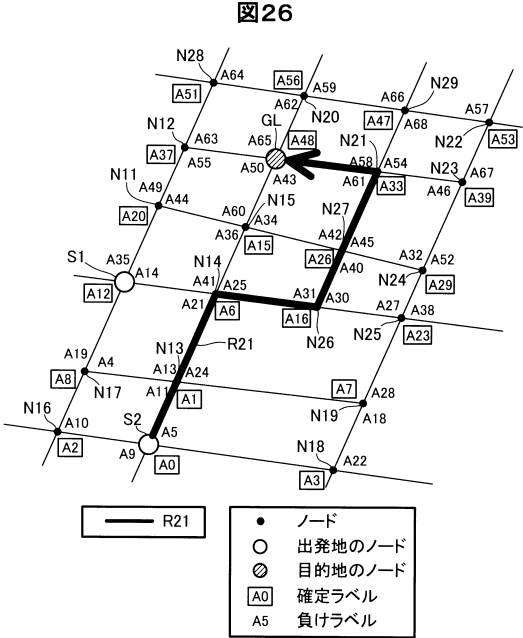 図26
N28 A64 A56 A59
A51 A62 N20 A66 N29
GL A47 A68 A57
N12 A63 A65 A48 N21 N22 A53
A37 A55 A50 A58 A54 N23 A67
N11 A49 A43 A61 A33 A46 A39
A44 A60 N15 N27
A20 A34
A36 A15 A42 A45 A32 A52
S1 A35 N14 A26 A40 N24
A14 A41 A25 A31 A30 A29
A12 A21 A6 A16 A27 A38
N26 N25 A23
N13 R21
A19 A4 A13 A24
A8 A11 A1 A7 A28
N17 N19 A18
N16 A10 S2 A5
A2 A9 A0 N18 A22
A3
R21
ノード
出発地のノード
目的地のノード
A0 確定ラベル
A5 負けラベル